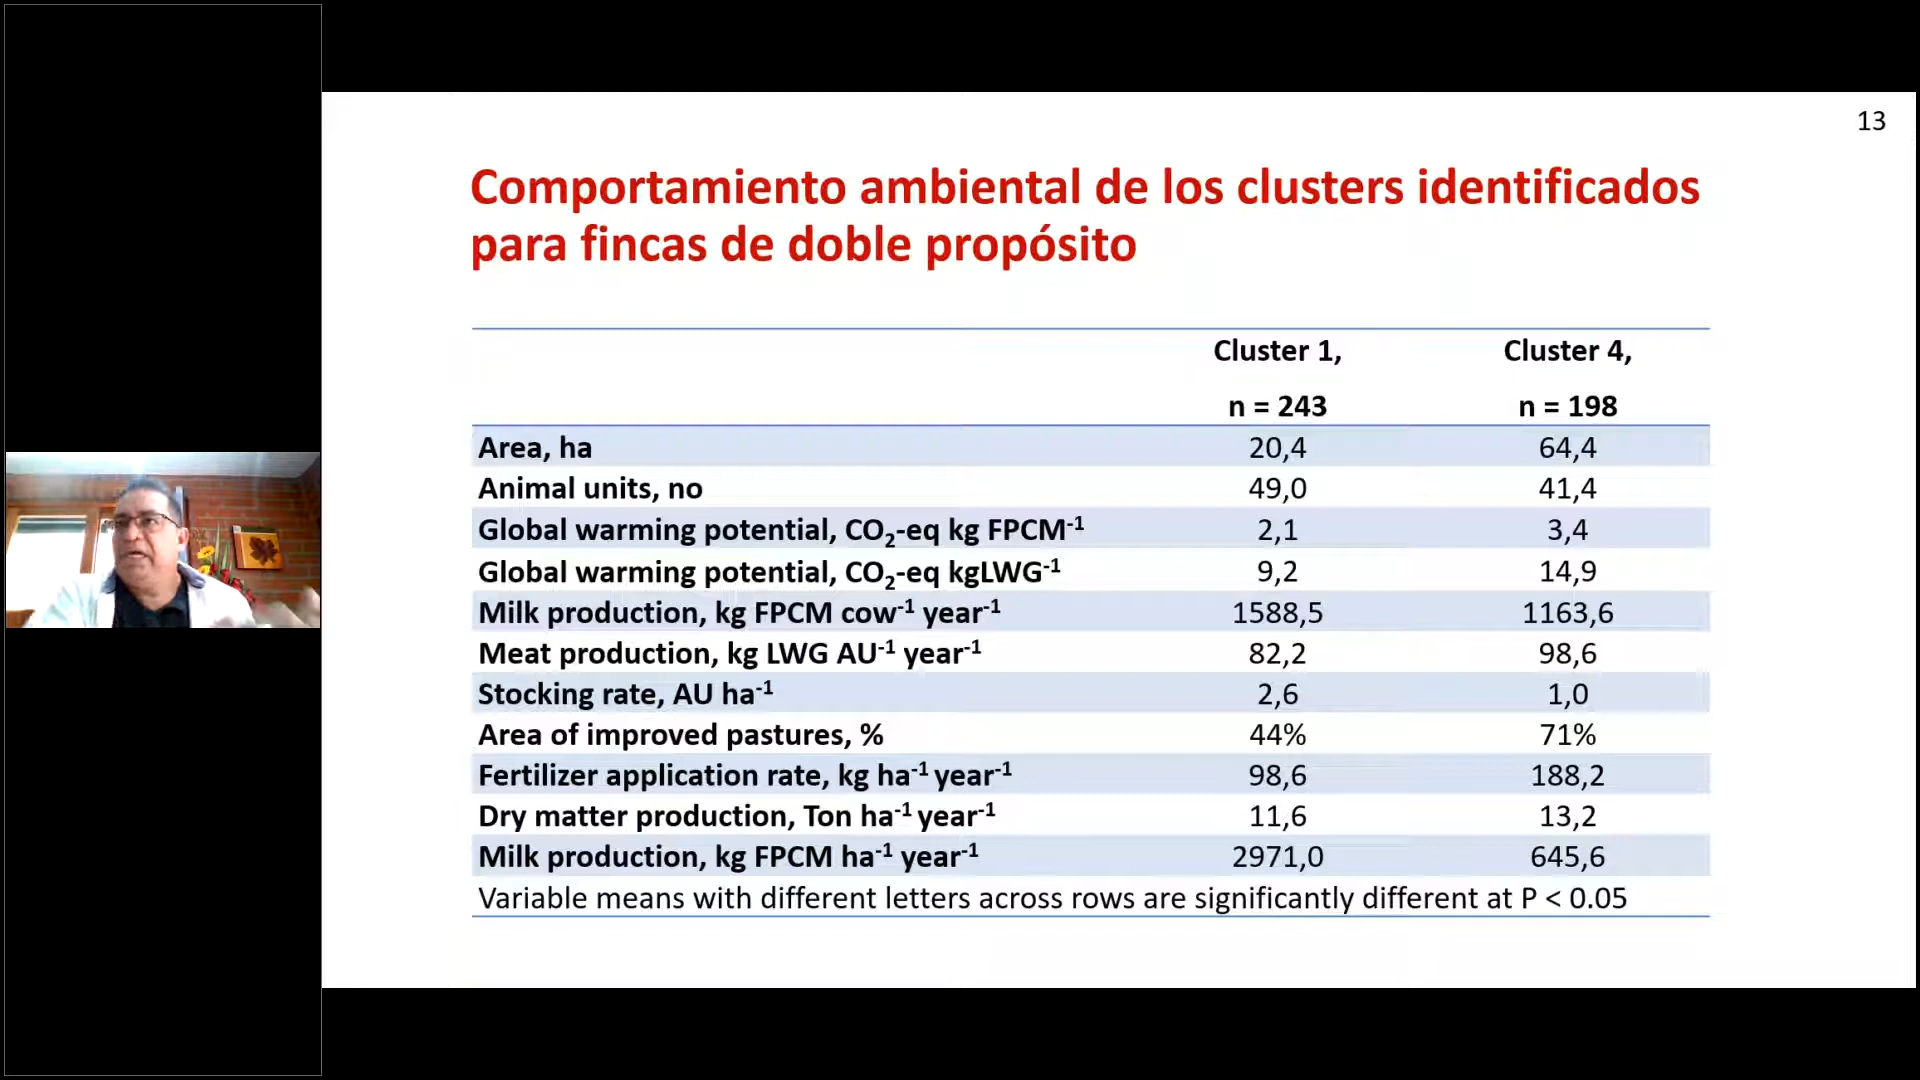 13
Comportamiento ambiental de los clusters identificados
para fincas de doble propósito
Cluster 1, Cluster 4,
n = 243 n = 198
Area, ha 20,4 64,4
Animal units, no 49,0 41,4
Global warming potential, CO₂-eq kg FPCM⁻¹ 2,1 3,4
Global warming potential, CO₂-eq kgLWG⁻¹ 9,2 14,9
Milk production, kg FPCM cow⁻¹ year⁻¹ 1588,5 1163,6
Meat production, kg LWG AU⁻¹ year⁻¹ 82,2 98,6
Stocking rate, AU ha⁻¹ 2,6 1,0
Area of improved pastures, % 44% 71%
Fertilizer application rate, kg ha⁻¹ year⁻¹ 98,6 188,2
Dry matter production, Ton ha⁻¹ year⁻¹ 11,6 13,2
Milk production, kg FPCM ha⁻¹ year⁻¹ 2971,0 645,6
Variable means with different letters across rows are significantly different at P < 0.05